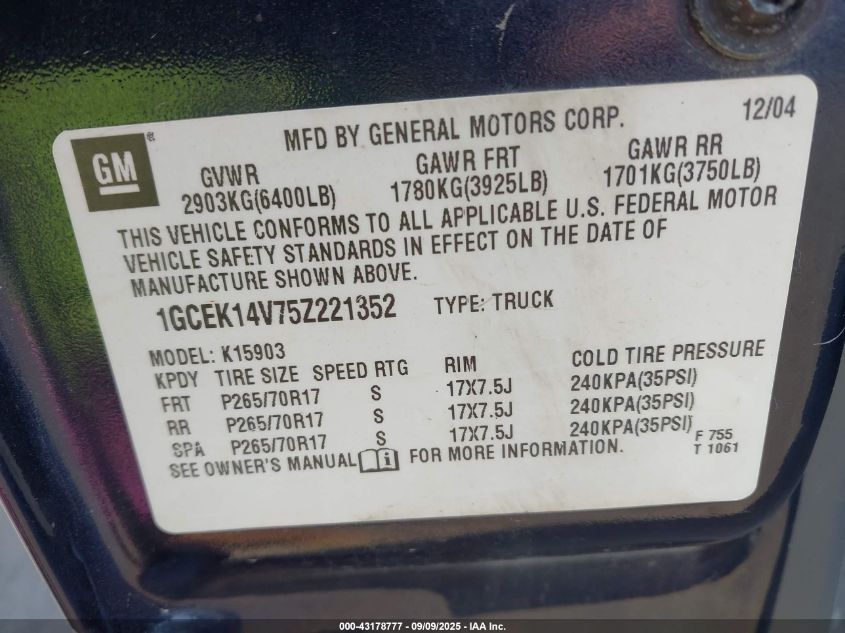 12/04
MFD BY GENERAL MOTORS CORP.
GM®
GVWR GAWR FRT GAWR RR
2903KG(6400LB) 1780KG(3925LB) 1701KG(3750LB)
THIS VEHICLE CONFORMS TO ALL APPLICABLE U.S. FEDERAL MOTOR
VEHICLE SAFETY STANDARDS IN EFFECT ON THE DATE OF
MANUFACTURE SHOWN ABOVE.
1GCEK14V75Z221352 TYPE: TRUCK
MODEL: K15903
KPDY TIRE SIZE SPEED RTG RIM COLD TIRE PRESSURE
FRT P265/70R17 S 17X7.5J 240KPA(35PSI)
RR P265/70R17 S 17X7.5J 240KPA(35PSI)
SPA P265/70R17 S 17X7.5J 240KPA(35PSI)
SEE OWNER'S MANUAL i FOR MORE INFORMATION.
F 755
T 1061
000-43178777 - 09/09/2025 - IAA Inc.